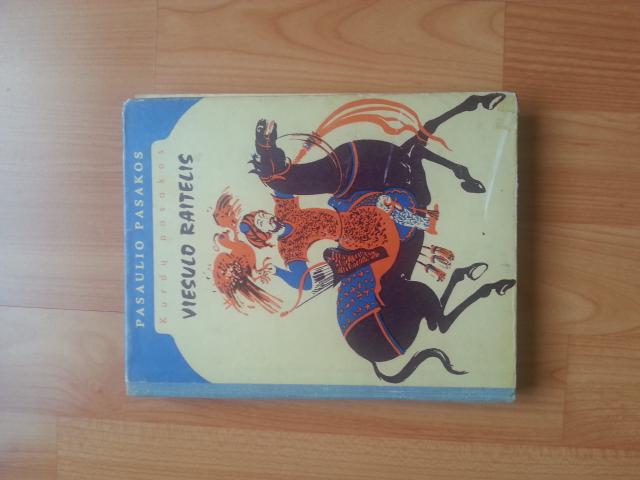 PASAULIO PASAKOS
Kurdų pasakos
VIESULO RAITELIS